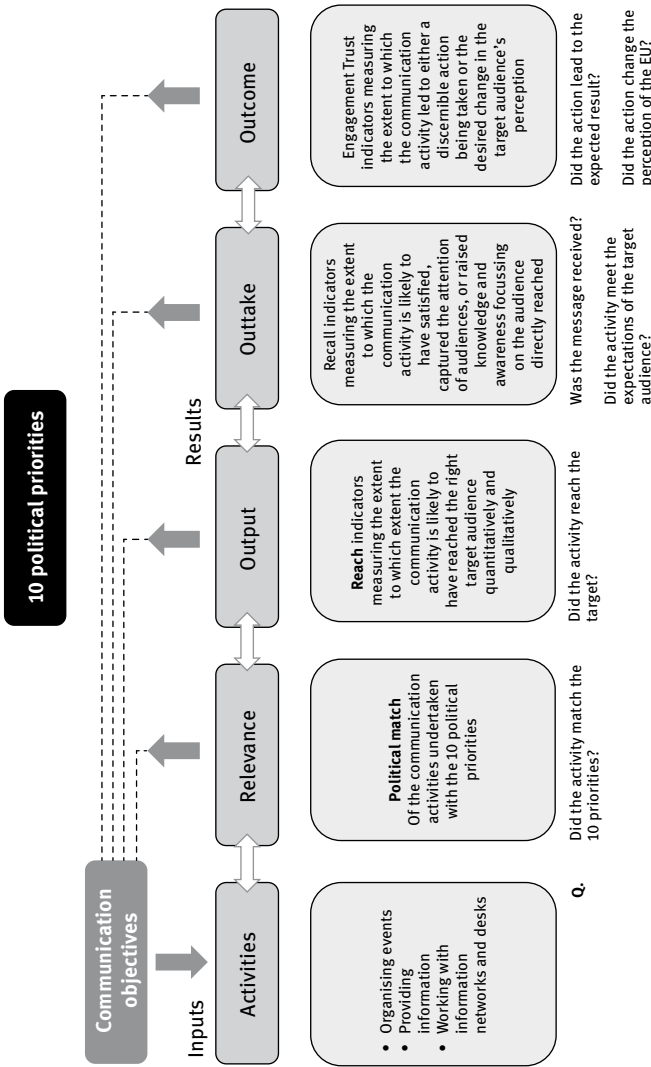 10 political priorities
Communication
objectives
Inputs
Results
Activities
Relevance
Output
Outtake
Outcome
• Organising events
• Providing
information
• Working with
information
networks and desks
Political match
Of the communication
activities undertaken
with the 10 political
priorities
Reach indicators
measuring the extent
to which extent the
communication
activity is likely to
have reached the right
target audience
quantitatively and
qualitatively
Recall indicators
measuring the extent
to which the
communication
activity is likely to
have satisfied,
captured the attention
of audiences, or raised
knowledge and
awareness focussing
on the audience
directly reached
Engagement Trust
indicators measuring
the extent to which
the communication
activity led to either a
discernible action
being taken or the
desired change in the
target audience's
perception
Q.
Did the activity match the
10 priorities?
Did the activity reach the
target?
Was the message received?
Did the activity meet the
expectations of the target
audience?
Did the action lead to the
expected result?
Did the action change the
perception of the EU?